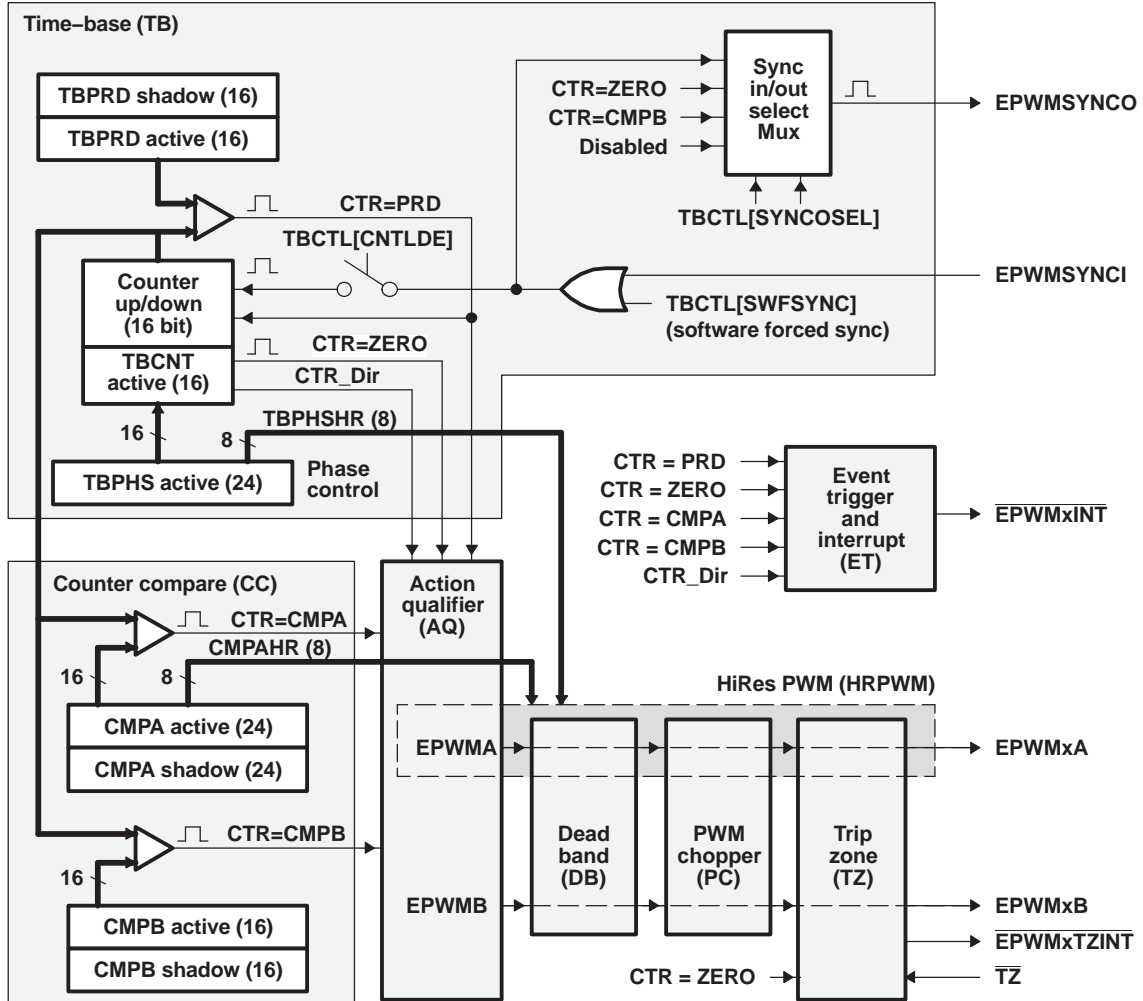 Time−base (TB)
TBPRD shadow (16)
TBPRD active (16)
CTR=PRD
TBCTL[CNTLDE]
Counter
up/down
(16 bit)
TBCNT
active (16)
CTR=ZERO
CTR_Dir
16
8
TBPHSHR (8)
TBPHS active (24)
Phase
control
CTR=ZERO
CTR=CMPB
Disabled
Sync
in/out
select
Mux
TBCTL[SYNCOSEL]
EPWMSYNCO
EPWMSYNCI
TBCTL[SWFSYNC]
(software forced sync)
CTR = PRD
CTR = ZERO
CTR = CMPA
CTR = CMPB
CTR_Dir
Event
trigger
and
interrupt
(ET)
EPWMxINT
Counter compare (CC)
CTR=CMPA
CMPAHR (8)
16
8
CMPA active (24)
CMPA shadow (24)
CTR=CMPB
16
CMPB active (16)
CMPB shadow (16)
Action
qualifier
(AQ)
EPWMA
EPWMB
HiRes PWM (HRPWM)
Dead
band
(DB)
PWM
chopper
(PC)
Trip
zone
(TZ)
EPWMxA
EPWMxB
EPWMxTZINT
TZ
CTR = ZERO